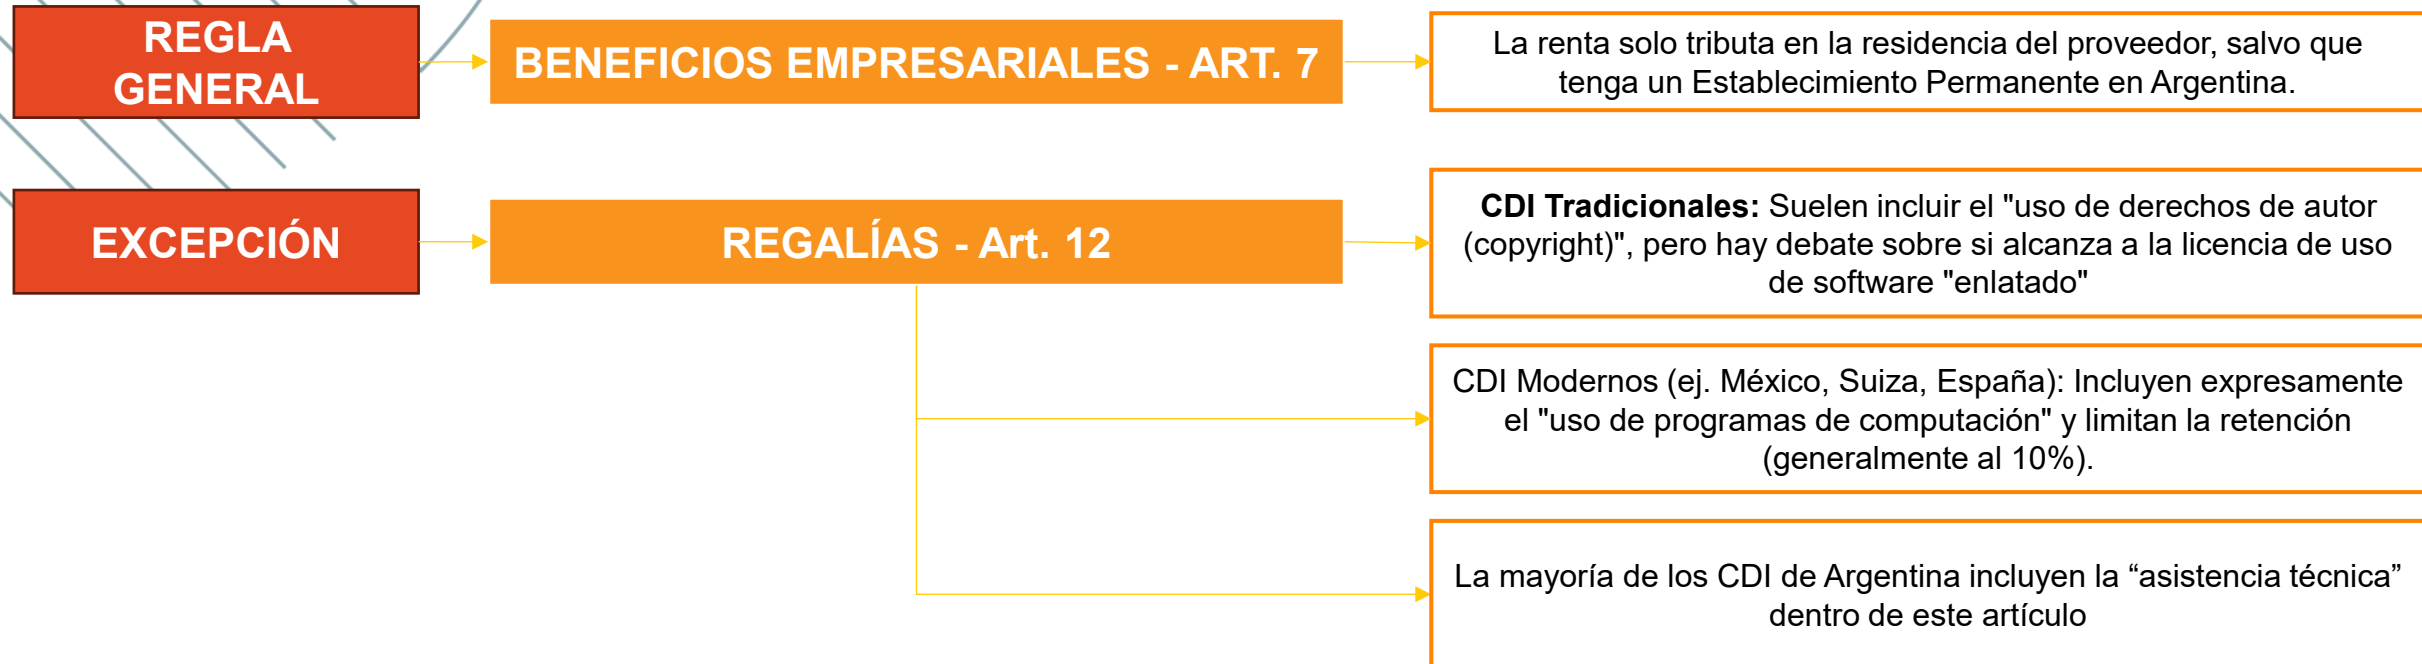 REGLA
GENERAL
BENEFICIOS EMPRESARIALES - ART. 7
La renta solo tributa en la residencia del proveedor, salvo que
tenga un Establecimiento Permanente en Argentina.
EXCEPCIÓN
REGALÍAS - Art. 12
CDI Tradicionales: Suelen incluir el "uso de derechos de autor
(copyright)", pero hay debate sobre si alcanza a la licencia de uso
de software "enlatado"
CDI Modernos (ej. México, Suiza, España): Incluyen expresamente
el "uso de programas de computación" y limitan la retención
(generalmente al 10%).
La mayoría de los CDI de Argentina incluyen la “asistencia técnica”
dentro de este artículo